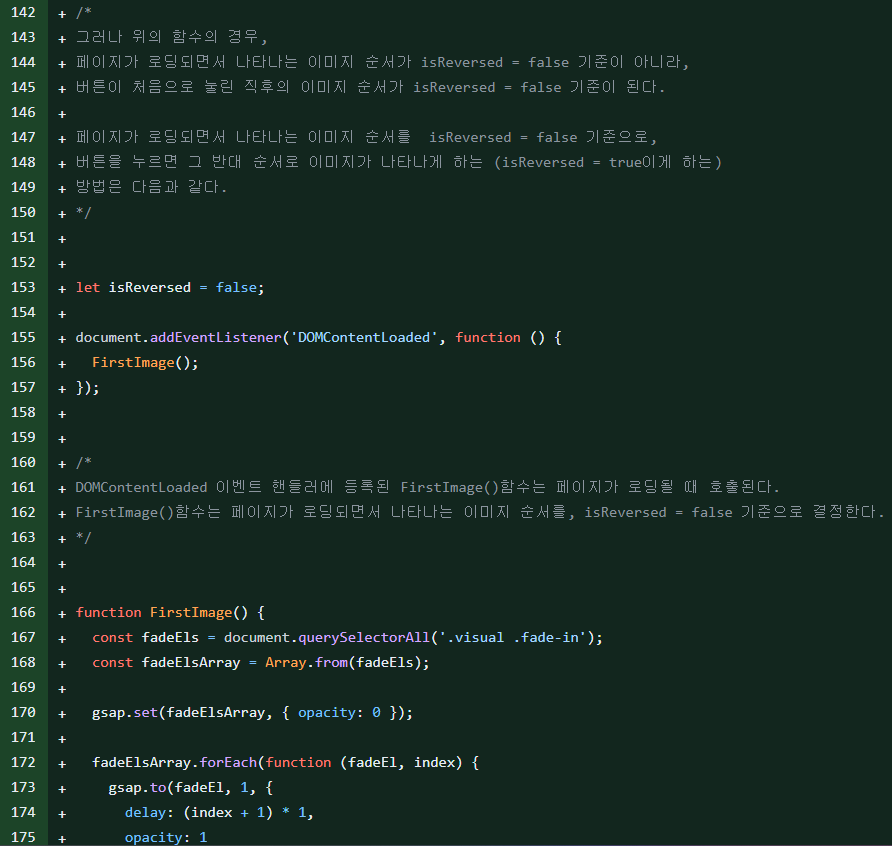 142 + /*
143 + 그러나 위의 함수의 경우,
144 + 페이지가 로딩되면서 나타나는 이미지 순서가 isReversed = false 기준이 아니라,
145 + 버튼이 처음으로 눌린 직후의 이미지 순서가 isReversed = false 기준이 된다.
146 +
147 + 페이지가 로딩되면서 나타나는 이미지 순서를  isReversed = false 기준으로,
148 + 버튼을 누르면 그 반대 순서로 이미지가 나타나게 하는 (isReversed = true이게 하는)
149 + 방법은 다음과 같다.
150 + */
151 +
152 +
153 + let isReversed = false;
154 +
155 + document.addEventListener('DOMContentLoaded', function () {
156 +   FirstImage();
157 + });
158 +
159 +
160 + /*
161 + DOMContentLoaded 이벤트 핸들러에 등록된 FirstImage()함수는 페이지가 로딩될 때 호출된다.
162 + FirstImage()함수는 페이지가 로딩되면서 나타나는 이미지 순서를, isReversed = false 기준으로 결정한다.
163 + */
164 +
165 +
166 + function FirstImage() {
167 +   const fadeEls = document.querySelectorAll('.visual .fade-in');
168 +   const fadeElsArray = Array.from(fadeEls);
169 +
170 +   gsap.set(fadeElsArray, { opacity: 0 });
171 +
172 +   fadeElsArray.forEach(function (fadeEl, index) {
173 +     gsap.to(fadeEl, 1, {
174 +       delay: (index + 1) * 1,
175 +       opacity: 1